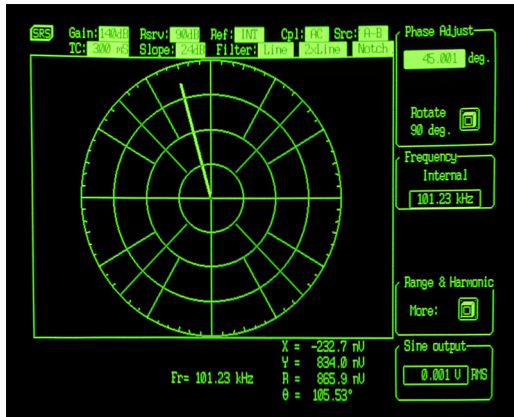 SRS Gain: 140dB Rsrv: 90dB Ref: INT Cpl: AC Src: A-B
TC: 300 mS Slope: 24dB Filter: Line 2xLine Notch
Phase Adjust
45.001 deg.
Rotate
90 deg.
Frequency
Internal
101.23 kHz
Range & Harmonic
More:
Sine output
0.001 V RMS
X = -232.7 nV
Y = 834.0 nV
Fr= 101.23 kHz R = 865.9 nV
θ = 105.53°